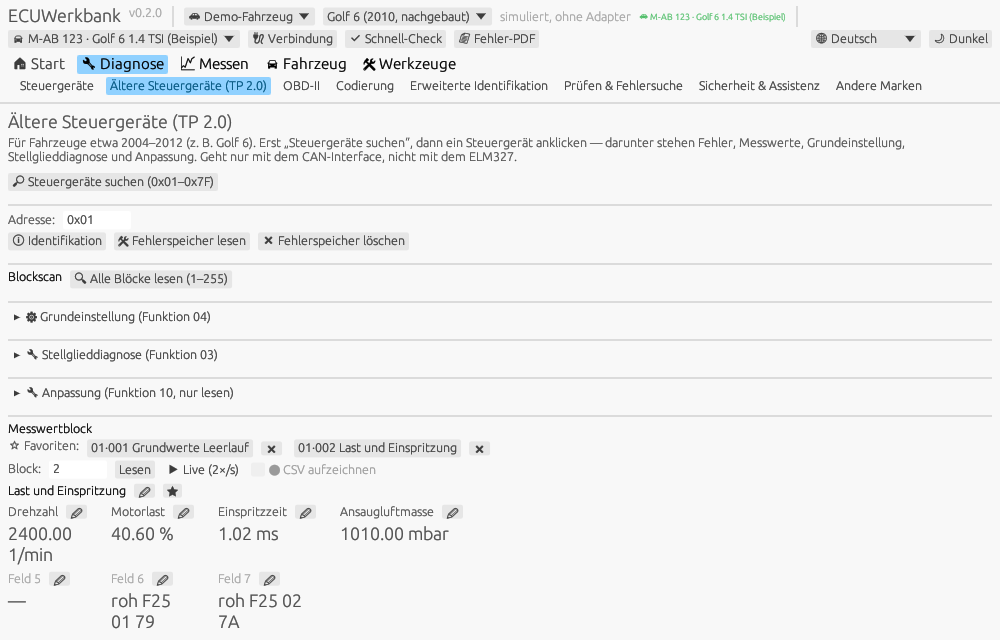 ECUWerkbank v0.2.0 Demo-Fahrzeug Golf 6 (2010, nachgebaut) simuliert, ohne Adapter M-AB 123 · Golf 6 1.4 TSI (Beispiel)
M-AB 123 · Golf 6 1.4 TSI (Beispiel) Verbindung Schnell-Check Fehler-PDF Deutsch Dunkel
Start Diagnose Messen Fahrzeug Werkzeuge
Steuergeräte Ältere Steuergeräte (TP 2.0) OBD-II Codierung Erweiterte Identifikation Prüfen & Fehlersuche Sicherheit & Assistenz Andere Marken
Ältere Steuergeräte (TP 2.0)
Für Fahrzeuge etwa 2004–2012 (z. B. Golf 6). Erst „Steuergeräte suchen“, dann ein Steuergerät anklicken — darunter stehen Fehler, Messwerte, Grundeinstellung,
Stellglieddiagnose und Anpassung. Geht nur mit dem CAN-Interface, nicht mit dem ELM327.
Steuergeräte suchen (0x01–0x7F)
Adresse: 0x01
Identifikation Fehlerspeicher lesen Fehlerspeicher löschen
Blockscan Alle Blöcke lesen (1–255)
Grundeinstellung (Funktion 04)
Stellglieddiagnose (Funktion 03)
Anpassung (Funktion 10, nur lesen)
Messwertblock
Favoriten: 01·001 Grundwerte Leerlauf 01·002 Last und Einspritzung
Block: 2 Lesen Live (2×/s) CSV aufzeichnen
Last und Einspritzung
Drehzahl Motorlast Einspritzzeit Ansaugluftmasse
2400.00 40.60 % 1.02 ms 1010.00 mbar
1/min
Feld 5 Feld 6 Feld 7
— roh F25 roh F25 02
01 79 7A